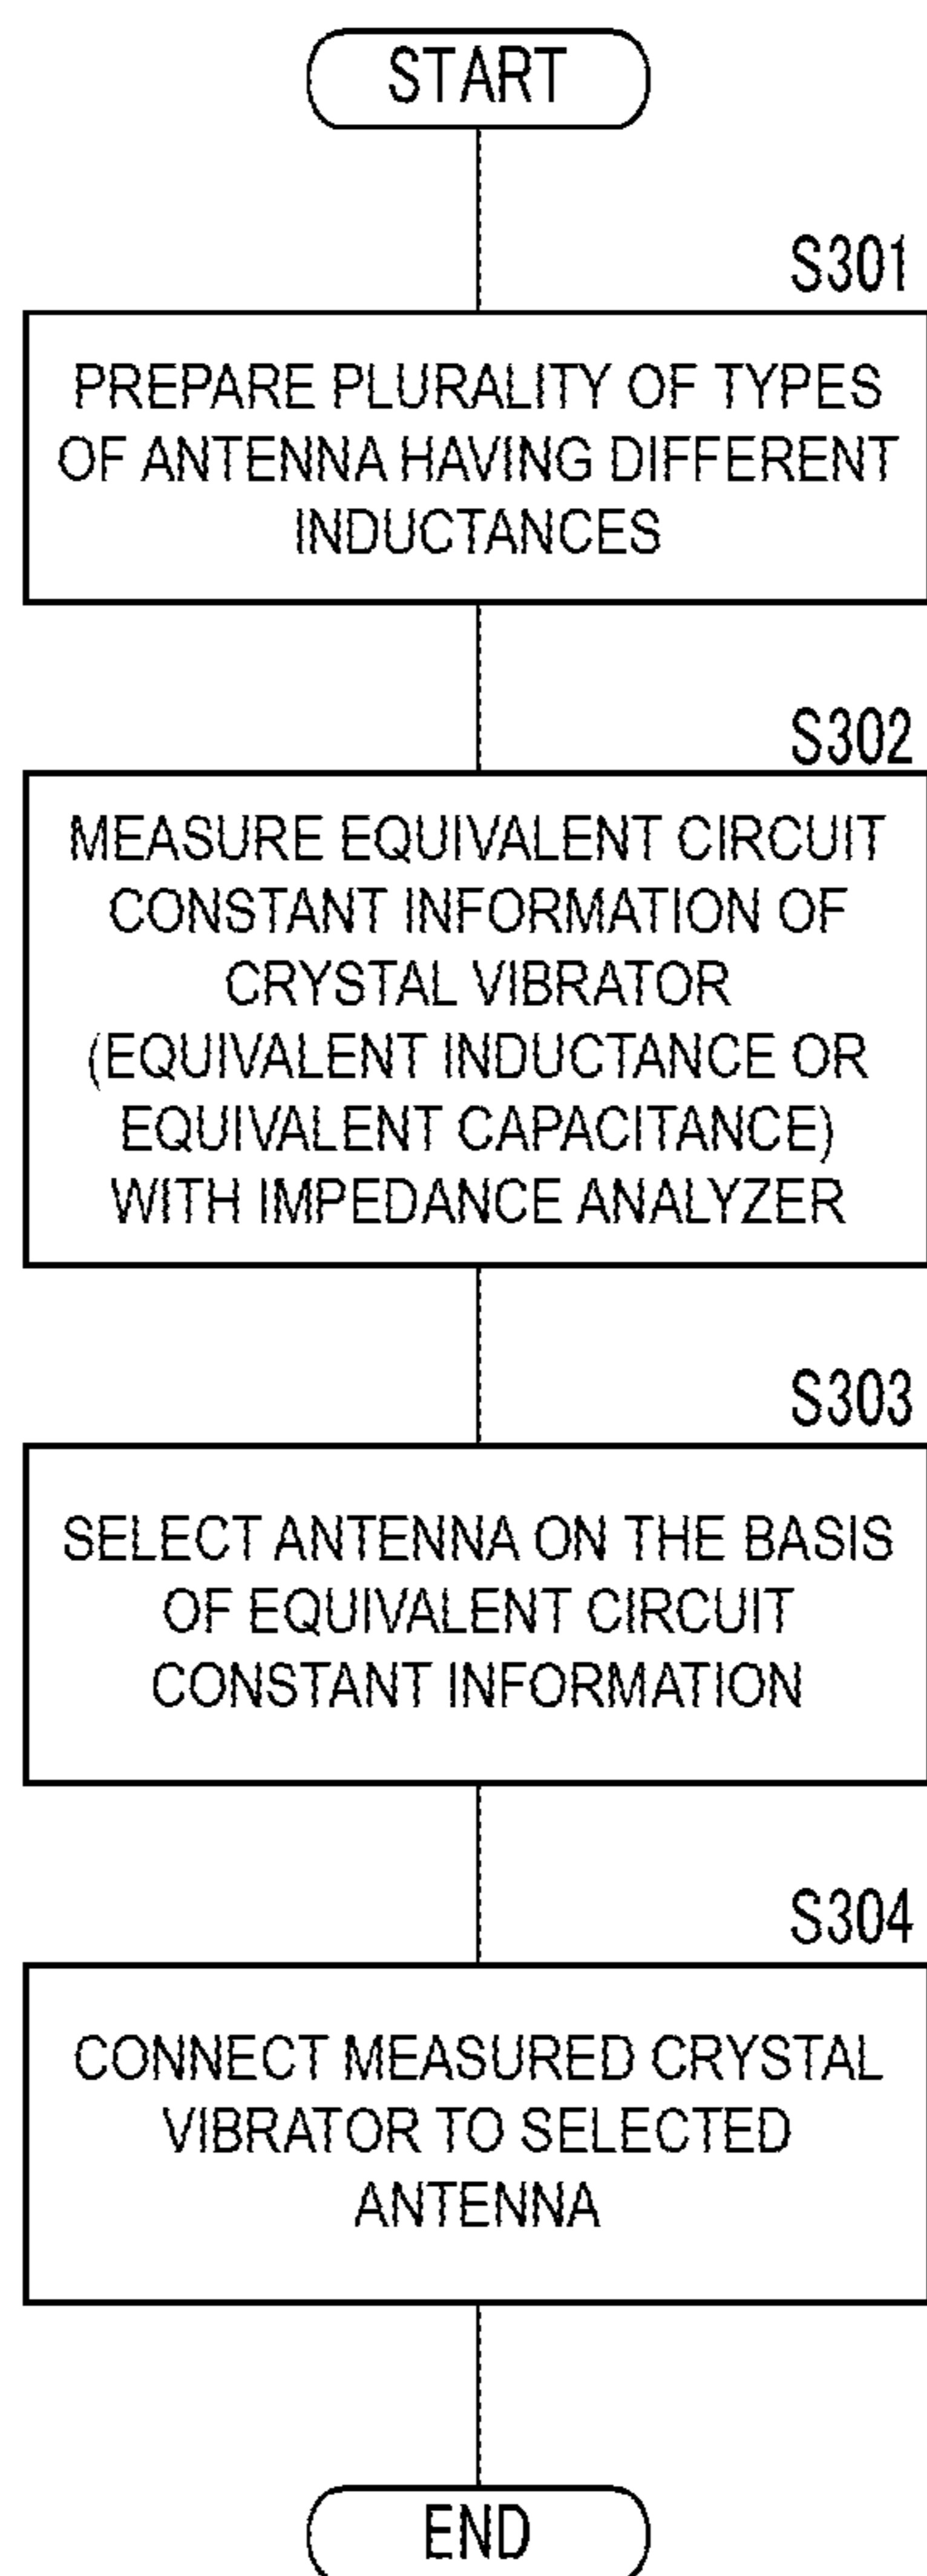 START
S301
PREPARE PLURALITY OF TYPES
OF ANTENNA HAVING DIFFERENT
INDUCTANCES
S302
MEASURE EQUIVALENT CIRCUIT
CONSTANT INFORMATION OF
CRYSTAL VIBRATOR
(EQUIVALENT INDUCTANCE OR
EQUIVALENT CAPACITANCE)
WITH IMPEDANCE ANALYZER
S303
SELECT ANTENNA ON THE BASIS
OF EQUIVALENT CIRCUIT
CONSTANT INFORMATION
S304
CONNECT MEASURED CRYSTAL
VIBRATOR TO SELECTED
ANTENNA
END